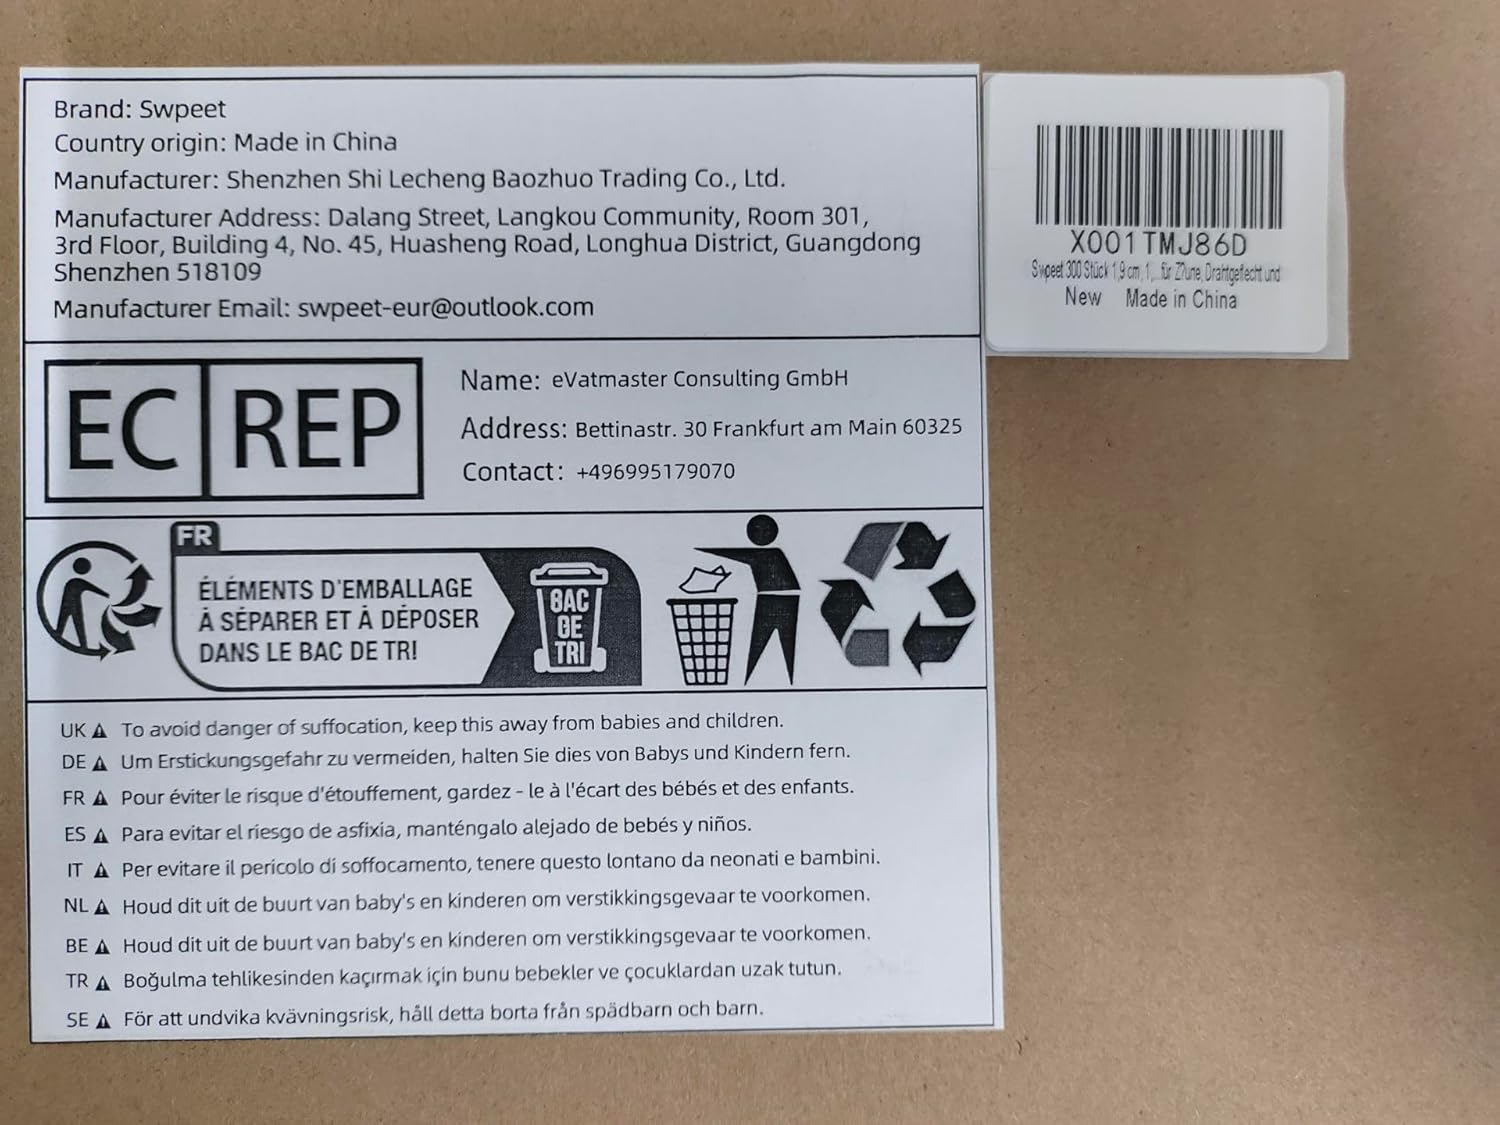 Brand: Swpeet
Country origin: Made in China
Manufacturer: Shenzhen Shi Lecheng Baozhuo Trading Co., Ltd.
Manufacturer Address: Dalang Street, Langkou Community, Room 301,
3rd Floor, Building 4, No. 45, Huasheng Road, Longhua District, Guangdong
Shenzhen 518109
Manufacturer Email: swpeet-eur@outlook.com
X001TMJ86D
Swpeet 300 Stück 1,9 cm, 1,...für Z?une, Drahtgeflecht und
New Made in China
EC REP
Name: eVatmaster Consulting GmbH
Address: Bettinastr. 30 Frankfurt am Main 60325
Contact: +496995179070
FR
ÉLÉMENTS D'EMBALLAGE
À SÉPARER ET À DÉPOSER
DANS LE BAC DE TRI
BAC
DE
TRI
UK To avoid danger of suffocation, keep this away from babies and children.
DE Um Erstickungsgefahr zu vermeiden, halten Sie dies von Babys und Kindern fern.
FR Pour éviter le risque d'étouffement, gardez - le à l'écart des bébés et des enfants.
ES Para evitar el riesgo de asfixia, manténgalo alejado de bebés y niños.
IT Per evitare il pericolo di soffocamento, tenere questo lontano da neonati e bambini.
NL Houd dit uit de buurt van baby's en kinderen om verstikkingsgevaar te voorkomen.
BE Houd dit uit de buurt van baby's en kinderen om verstikkingsgevaar te voorkomen.
TR Boğulma tehlikesinden kaçırmak için bunu bebekler ve çocuklardan uzak tutun.
SE För att undvika kvävningsrisk, håll detta borta från spädbarn och barn.